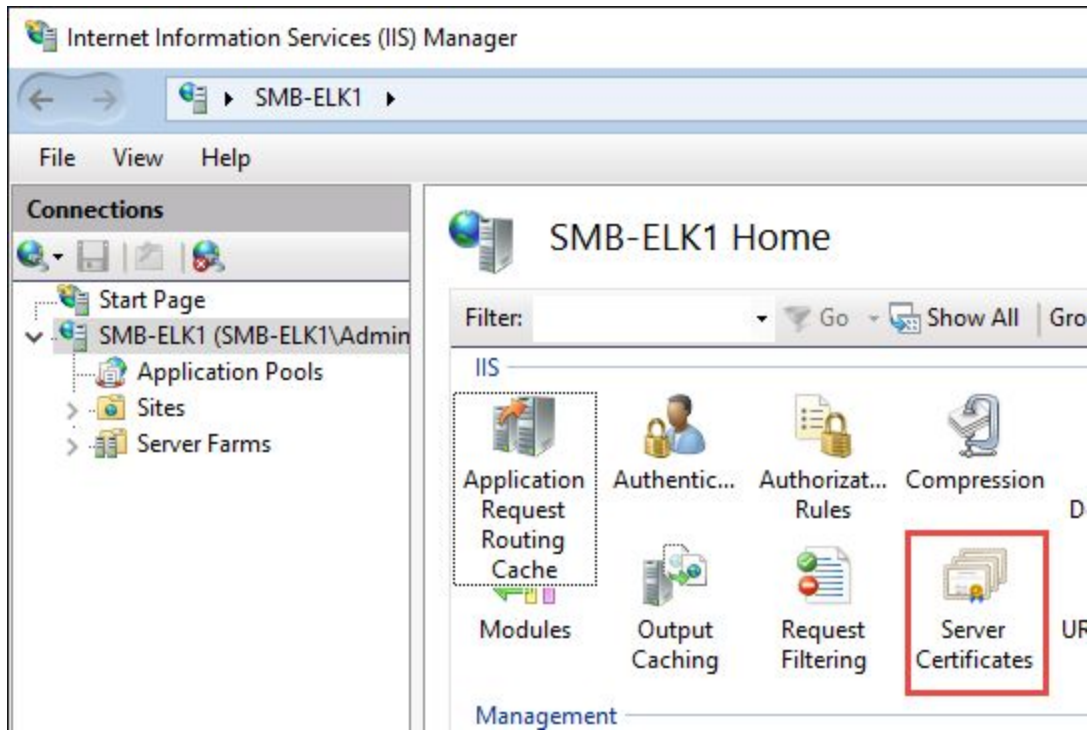 Internet Information Services (IIS) Manager
SMB-ELK1
File View Help
Connections
Start Page
SMB-ELK1 (SMB-ELK1\Admin
Application Pools
Sites
Server Farms
SMB-ELK1 Home
Filter: Go Show All Gro
IIS
Application
Request
Routing
Cache
Authentic...
Authorizat...
Rules
Compression
D
Modules
Output
Caching
Request
Filtering
Server
Certificates
UR
Management